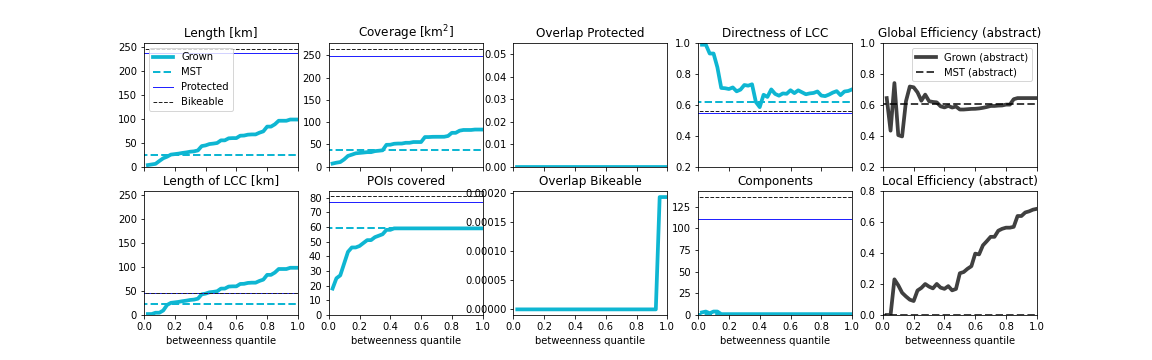 Length [km]
250
200
150
100
50
0
Grown
MST
Protected
Bikeable
Coverage [km²]
250
200
150
100
50
0
Overlap Protected
0.05
0.04
0.03
0.02
0.01
0.00
Directness of LCC
1.0
0.8
0.6
0.4
0.2
Global Efficiency (abstract)
1.0
0.8
0.6
0.4
0.2
Grown (abstract)
MST (abstract)
Length of LCC [km]
250
200
150
100
50
0
0.0 0.2 0.4 0.6 0.8 1.0
betweenness quantile
POIs covered
80
70
60
50
40
30
20
10
0
0.0 0.2 0.4 0.6 0.8 1.0
betweenness quantile
Overlap Bikeable
0.00020
0.00015
0.00010
0.00005
0.00000
0.0 0.2 0.4 0.6 0.8 1.0
betweenness quantile
Components
125
100
75
50
25
0
0.0 0.2 0.4 0.6 0.8 1.0
betweenness quantile
Local Efficiency (abstract)
0.8
0.6
0.4
0.2
0.0
0.0 0.2 0.4 0.6 0.8 1.0
betweenness quantile